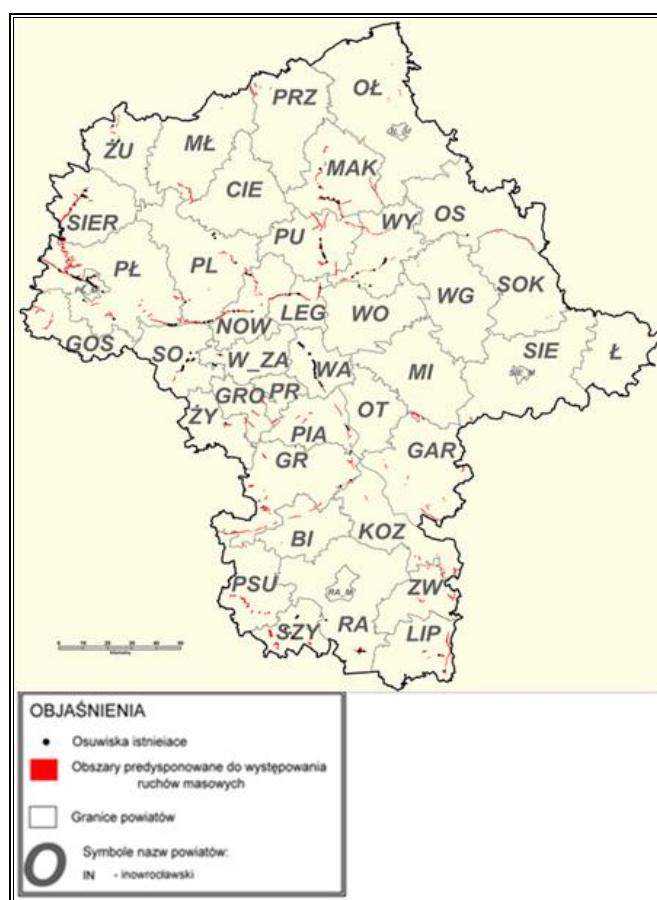 PRZ
OŁ
ŻU
MŁ
MAK
CIE
SIER
PU
WY
OS
PŁ
PL
SOK
WG
LEG
WO
NOW
GOS
SO
W_ZA
WA
SIE
Ł
MI
GRO
PR
ŻY
OT
PIA
GAR
GR
KOZ
BI
PSU
ZW
RA_M
SZY
RA
LIP
OBJAŚNIENIA
Osuwiska istnieiace
Obszary predysponowane do występowania
ruchów masowych
Granice powiatów
O
Symbole nazw powiatów:
IN - inowrocławski